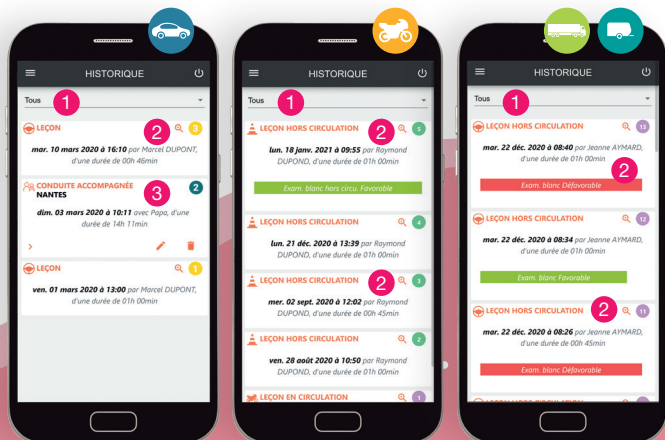 HISTORIQUE
Tous
1
LEÇON
2
3
mar. 10 mars 2020 à 16:10 par Marcel DUPONT,
d'une durée de 00h 46min
CONDUITE ACCOMPAGNÉE
2
NANTES
3
dim. 03 mars 2020 à 10:11 avec Papa, d'une
durée de 14h 11min
LEÇON
1
ven. 01 mars 2020 à 13:00 par Marcel DUPONT,
d'une durée de 01h 00min
HISTORIQUE
Tous
1
LEÇON HORS CIRCULATION
2
5
lun. 18 janv. 2021 à 09:55 par Raymond
DUPOND, d'une durée de 01h 00min
Exam. blanc hors circu. Favorable
LEÇON HORS CIRCULATION
4
lun. 21 déc. 2020 à 13:39 par Raymond
DUPOND, d'une durée de 01h 00min
LEÇON HORS CIRCULATION
2
3
mer. 02 sept. 2020 à 12:02 par Raymond
DUPOND, d'une durée de 00h 45min
LEÇON HORS CIRCULATION
2
ven. 28 août 2020 à 10:50 par Raymond
DUPOND, d'une durée de 01h 00min
LEÇON EN CIRCULATION
1
HISTORIQUE
Tous
1
LEÇON HORS CIRCULATION
13
mar. 22 déc. 2020 à 08:40 par Jeanne AYMARD,
d'une durée de 01h 00min
2
Exam. blanc Défavorable
LEÇON HORS CIRCULATION
12
mar. 22 déc. 2020 à 08:34 par Jeanne AYMARD,
d'une durée de 01h 00min
Exam. blanc Favorable
LEÇON HORS CIRCULATION
2
11
mar. 22 déc. 2020 à 08:26 par Jeanne AYMARD,
d'une durée de 00h 45min
Exam. blanc Défavorable
LEÇON HORS CIRCULATION